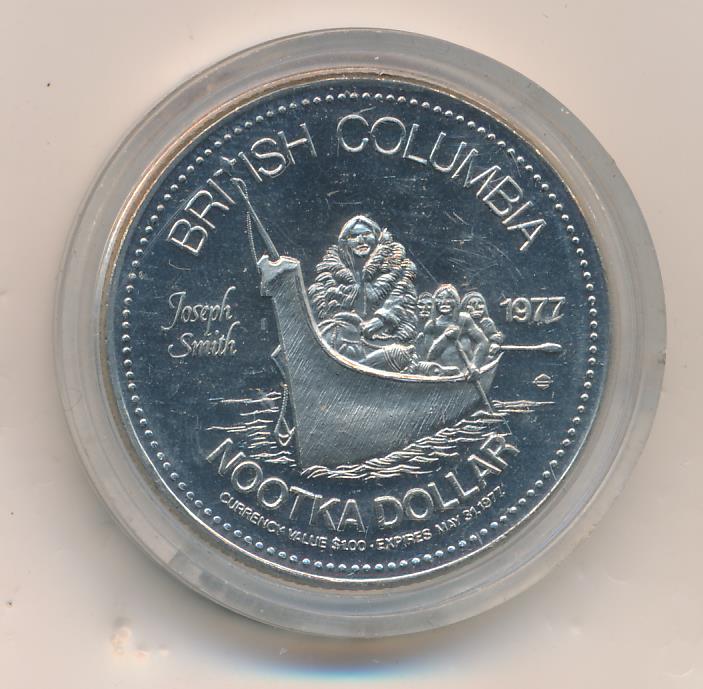 BRITISH COLUMBIA
Joseph
Smith
1977
NOOTKA DOLLAR
CURRENCY VALUE $1.00 · EXPIRES MAY 31, 1977